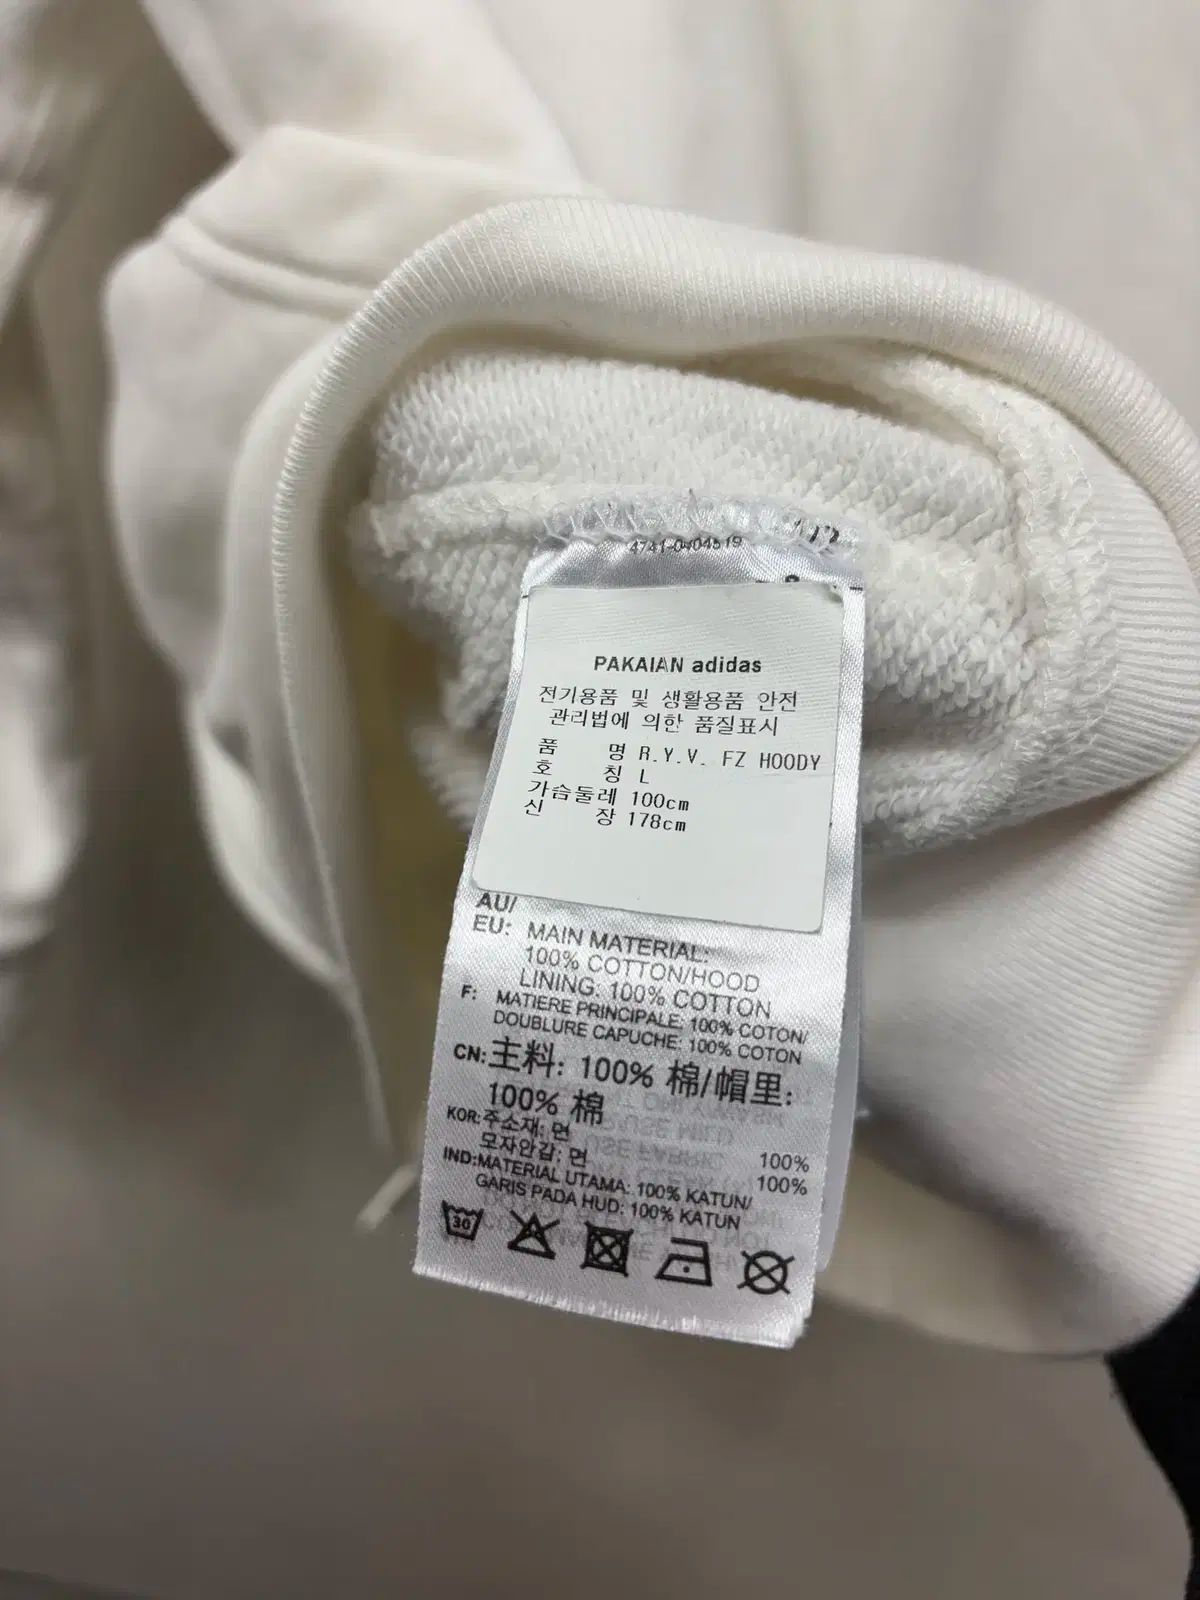 4741-0404819
PAKAIAN adidas
전기용품 및 생활용품 안전
관리법에 의한 품질표시
품 명 R.Y.V. FZ HOODY
호 칭 L
가슴둘레 100cm
신 장 178cm
AU/
EU: MAIN MATERIAL:
100% COTTON/HOOD
LINING: 100% COTTON
F: MATIERE PRINCIPALE: 100% COTON/
DOUBLURE CAPUCHE: 100% COTON
CN: 主料: 100% 棉/帽里:
100% 棉
KOR: 주소재: 면 100%
모자안감: 면 100%
IND: MATERIAL UTAMA: 100% KATUN/
GARIS PADA HUD: 100% KATUN
30